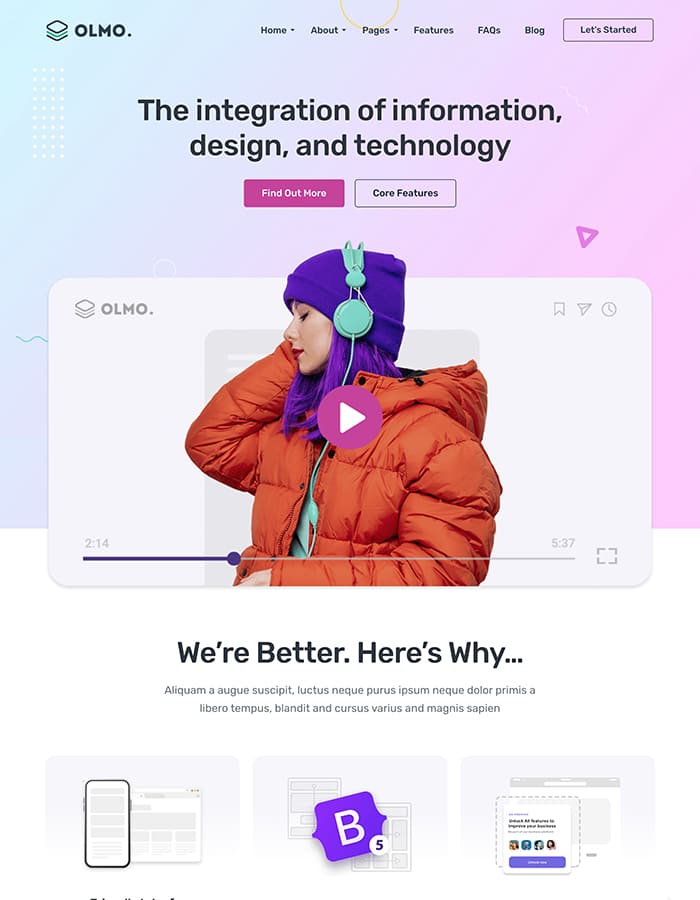 OLMO.
Home About Pages Features FAQs Blog Let's Started
The integration of information,
design, and technology
Find Out More Core Features
OLMO.
2:14 5:37
We're Better. Here's Why...
Aliquam a augue suscipit, luctus neque purus ipsum neque dolor primis a
libero tempus, blandit and cursus varius and magnis sapien
B
5
Unlock All features to
Improve your business